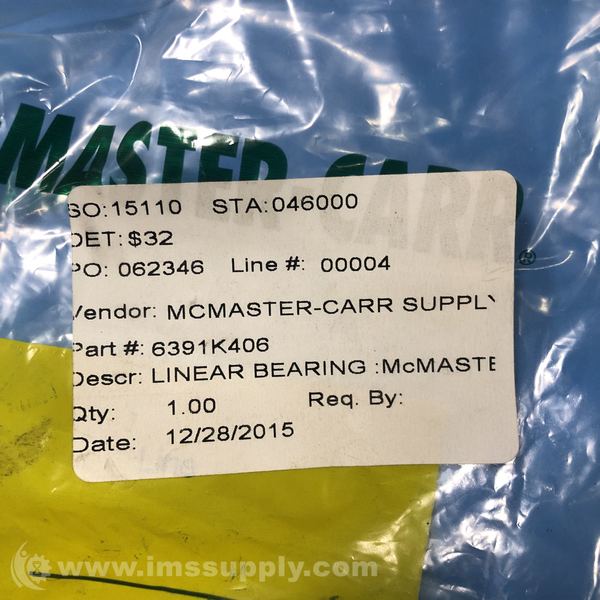 MASTER-CARR®
SO:15110 STA:046000
DET:$32
PO: 062346 Line #: 00004
Vendor: MCMASTER-CARR SUPPLY
Part #: 6391K406
Descr: LINEAR BEARING :McMASTE
Qty: 1.00 Req. By:
Date: 12/28/2015
www.imssupply.com